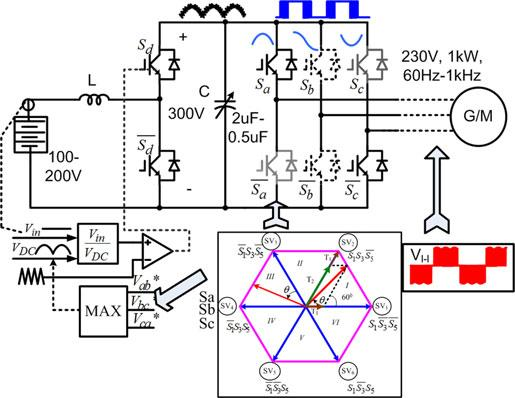 S_d
+
S_a
S_b
S_c
230V, 1kW,
60Hz-1kHz
L
C
300V
2uF-
0.5uF
G/M
100-
200V
S̅_d
-
S̅_a
S̅_b
S̅_c
V_in
V_DC
V_in
V_DC
+
-
MAX
V_ab*
V_bc
V_ca*
Sa
Sb
Sc
V_l-l
SV₃
S̅₁S₃S̅₅
II
SV₂
S₁S₃S̅₅
T₂
III
θ
I
60⁰
SV₄
S̅₁S₃S₅
SV₁
S₁S̅₃S̅₅
T₁
IV
V
VI
SV₅
S̅₁S̅₃S₅
SV₆
S₁S̅₃S₅